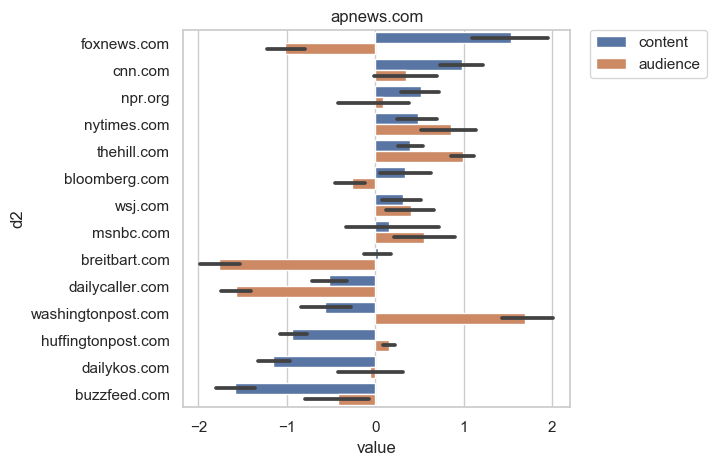 apnews.com
content
audience
d2
foxnews.com
cnn.com
npr.org
nytimes.com
thehill.com
bloomberg.com
wsj.com
msnbc.com
breitbart.com
dailycaller.com
washingtonpost.com
huffingtonpost.com
dailykos.com
buzzfeed.com
−2 −1 0 1 2
value